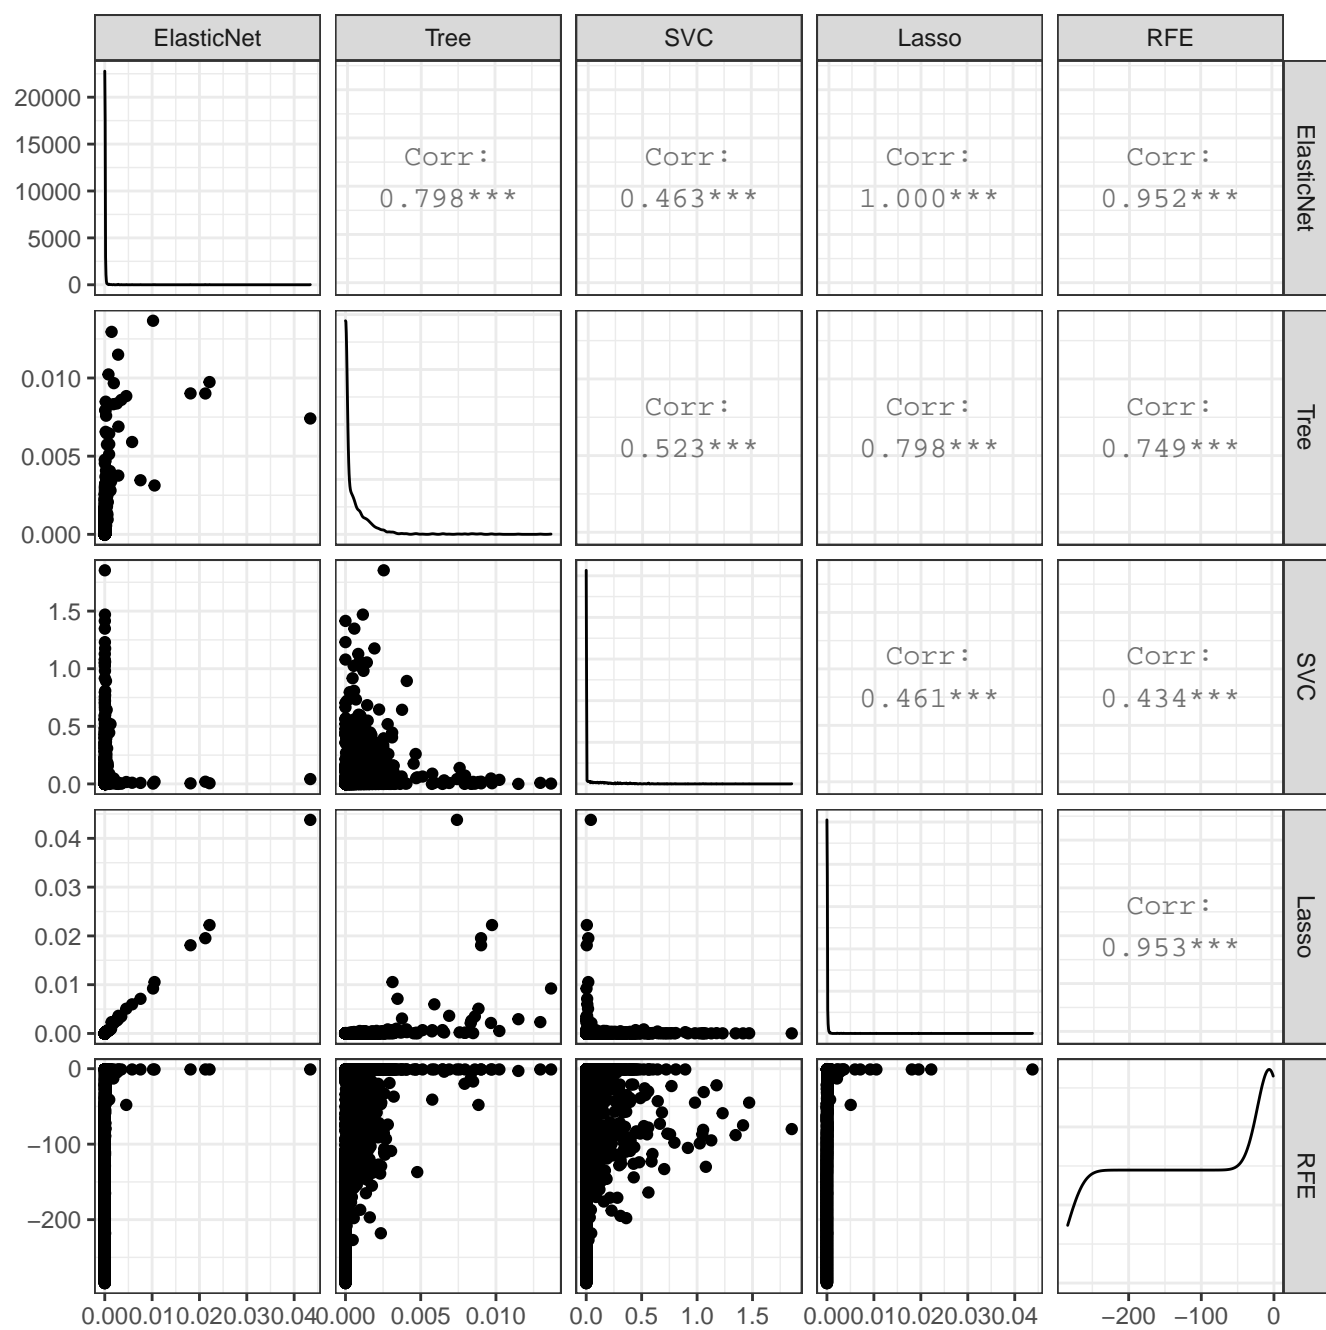 ElasticNet Tree SVC Lasso RFE
20000
15000
10000
5000
0
Corr:
0.798***
Corr:
0.463***
Corr:
1.000***
Corr:
0.952***
ElasticNet
0.010
0.005
0.000
Corr:
0.523***
Corr:
0.798***
Corr:
0.749***
Tree
1.5
1.0
0.5
0.0
Corr:
0.461***
Corr:
0.434***
SVC
0.04
0.03
0.02
0.01
0.00
Corr:
0.953***
Lasso
0
−100
−200
RFE
0.000.010.020.030.04
0.000 0.005 0.010
0.0 0.5 1.0 1.5
0.000.010.020.030.04
−200 −100 0